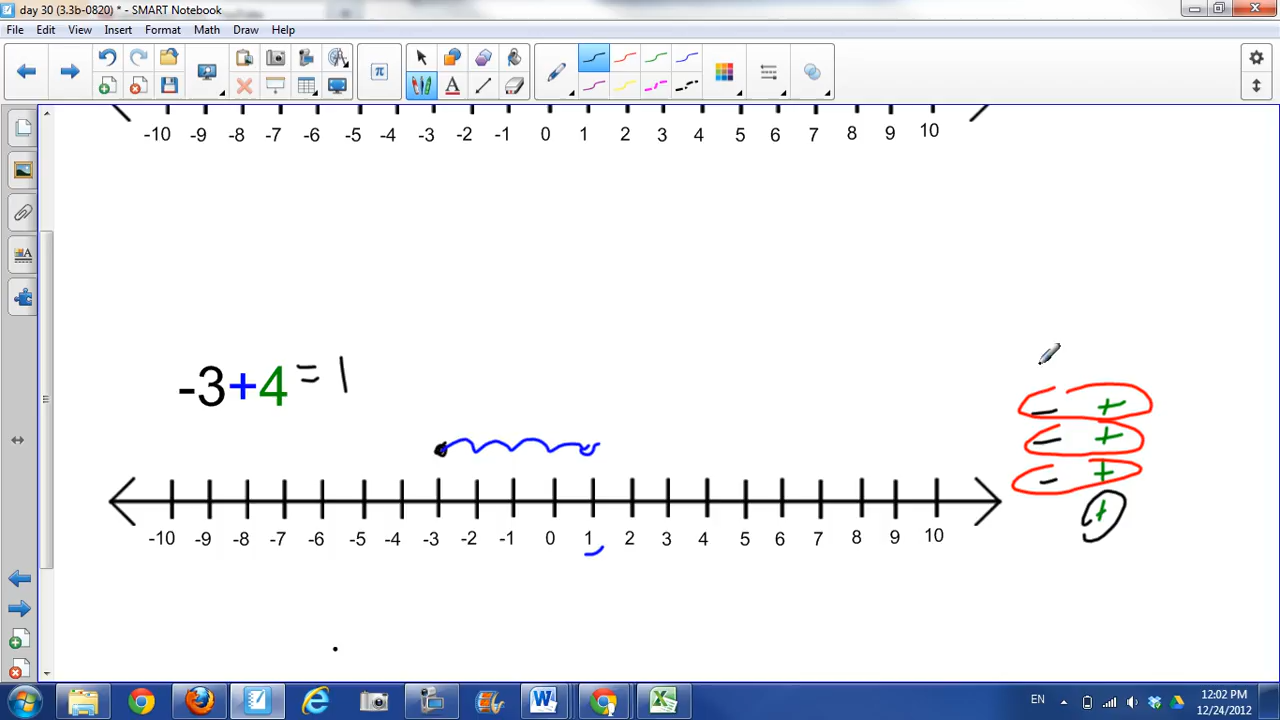 day 30 (3.3b-0820) * - SMART Notebook
File Edit View Insert Format Math Draw Help
π
A
-10 -9 -8 -7 -6 -5 -4 -3 -2 -1 0 1 2 3 4 5 6 7 8 9 10
-3+4 = 1
- +
- +
- +
+
-10 -9 -8 -7 -6 -5 -4 -3 -2 -1 0 1 2 3 4 5 6 7 8 9 10
EN
12:02 PM
12/24/2012